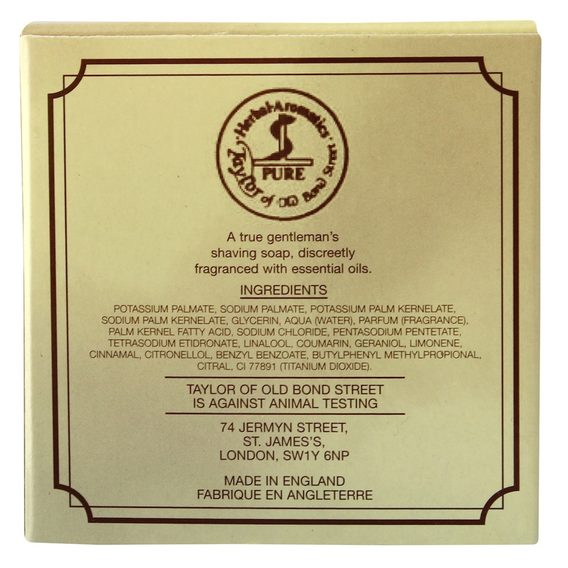 Herbal-Aromatics
PURE
Taylor of Old Bond Street
A true gentleman's
shaving soap, discreetly
fragranced with essential oils.
INGREDIENTS
POTASSIUM PALMATE, SODIUM PALMATE, POTASSIUM PALM KERNELATE,
SODIUM PALM KERNELATE, GLYCERIN, AQUA (WATER), PARFUM (FRAGRANCE),
PALM KERNEL FATTY ACID, SODIUM CHLORIDE, PENTASODIUM PENTETATE,
TETRASODIUM ETIDRONATE, LINALOOL, COUMARIN, GERANIOL, LIMONENE,
CINNAMAL, CITRONELLOL, BENZYL BENZOATE, BUTYLPHENYL METHYLPROPIONAL,
CITRAL, CI 77891 (TITANIUM DIOXIDE).
TAYLOR OF OLD BOND STREET
IS AGAINST ANIMAL TESTING
74 JERMYN STREET,
ST. JAMES'S,
LONDON, SW1Y 6NP
MADE IN ENGLAND
FABRIQUE EN ANGLETERRE